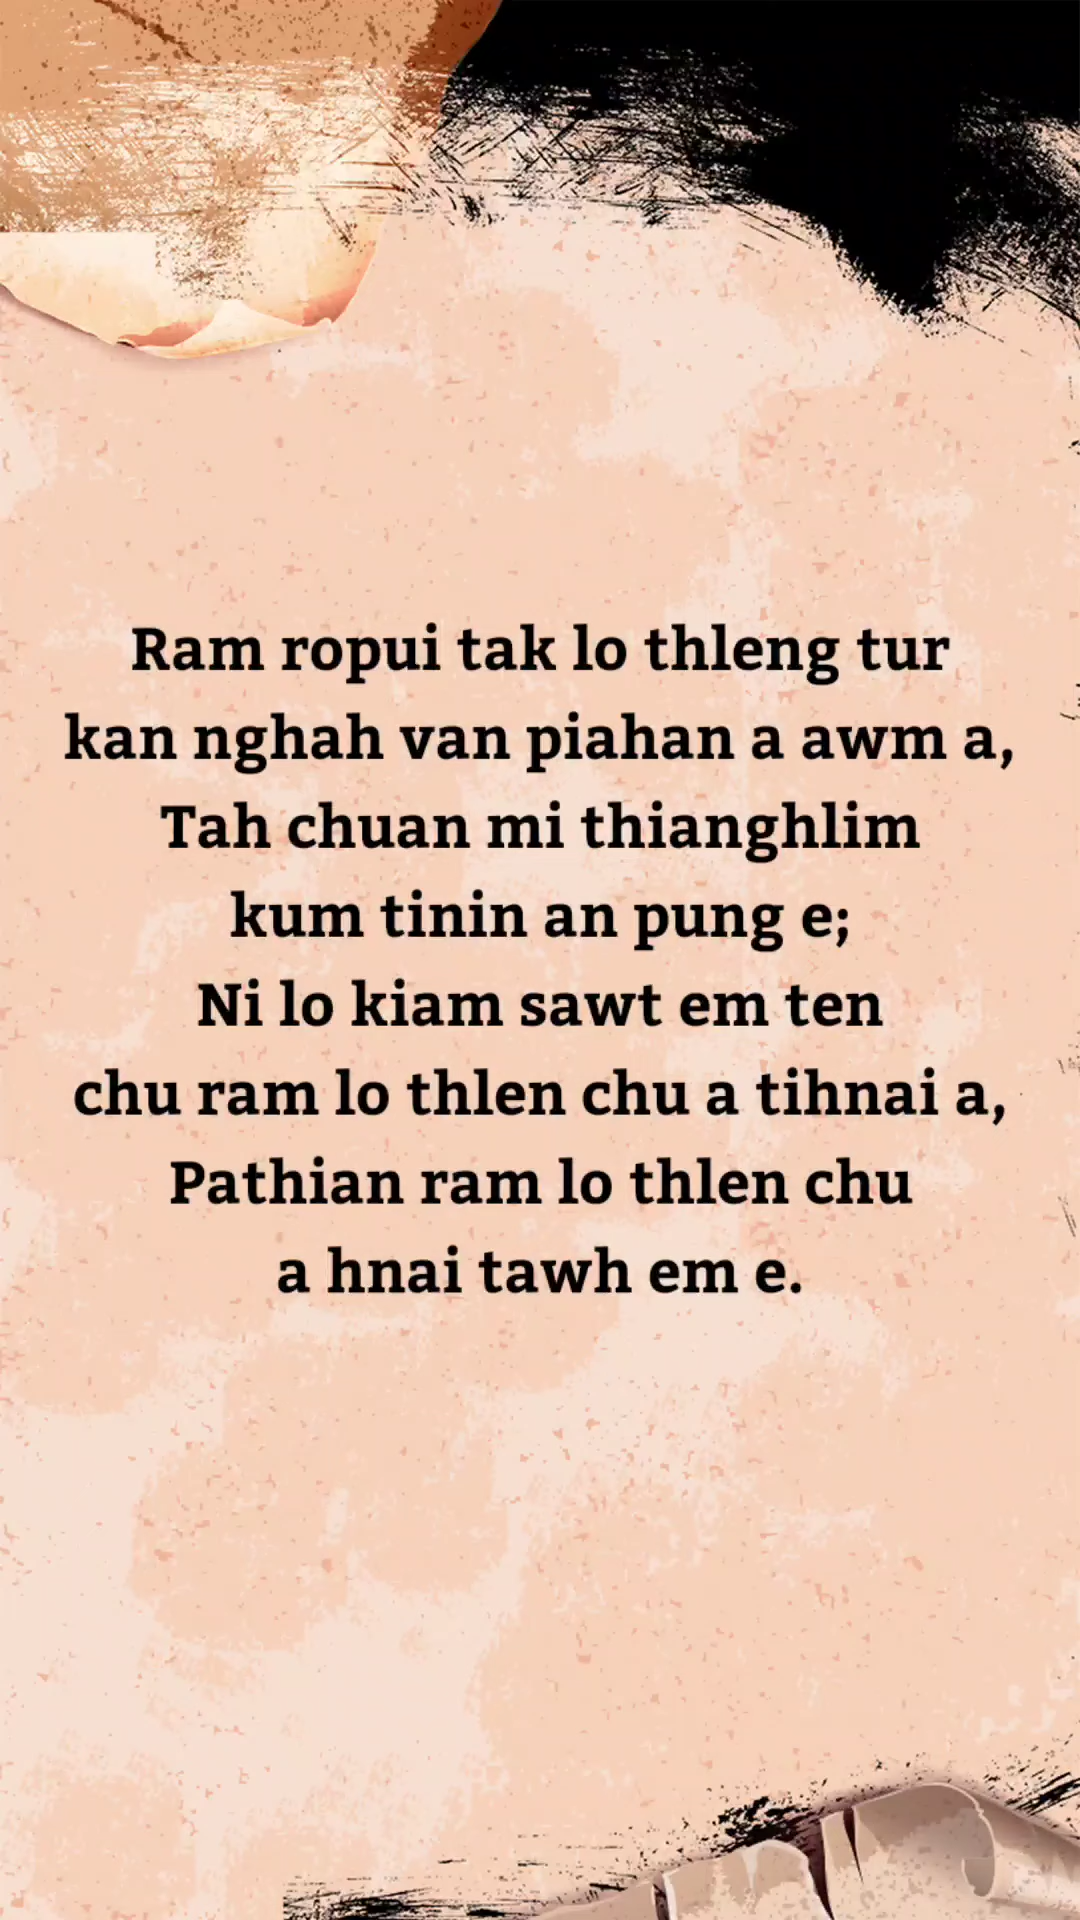 Ram ropui tak lo thleng tur
kan nghah van piahan a awm a,
Tah chuan mi thianghlim
kum tinin an pung e;
Ni lo kiam sawt em ten
chu ram lo thlen chu a tihnai a,
Pathian ram lo thlen chu
a hnai tawh em e.